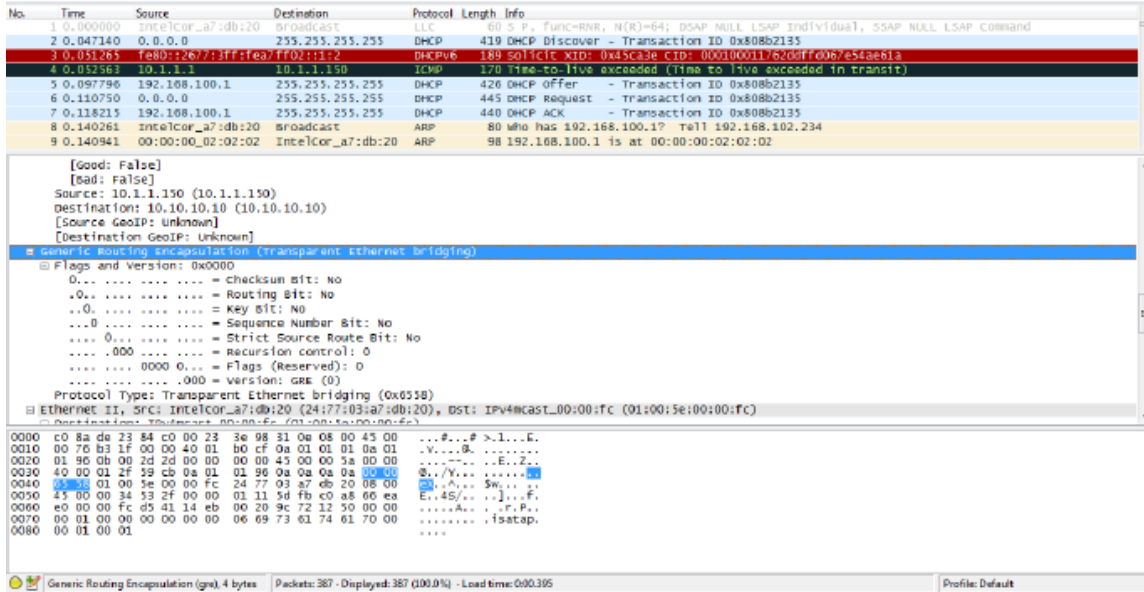 No. Time Source Destination Protocol Length Info
1 0.000000 IntelCor_a7:db:20 Broadcast LLC 60 S P, func=RNR, N(R)=64; DSAP NULL LSAP Individual, SSAP NULL LSAP Command
2 0.047140 0.0.0.0 255.255.255.255 DHCP 419 DHCP Discover - Transaction ID 0x808b2135
3 0.051265 fe80::2677:3ff:fea7 ff02::1:2 DHCPv6 189 Solicit XID: 0x45ca3e CID: 0001000117620dffd067e54ae61a
4 0.052563 10.1.1.1 10.1.1.150 ICMP 170 Time-to-live exceeded (Time to live exceeded in transit)
5 0.097796 192.168.100.1 255.255.255.255 DHCP 426 DHCP Offer - Transaction ID 0x808b2135
6 0.110750 0.0.0.0 255.255.255.255 DHCP 445 DHCP Request - Transaction ID 0x808b2135
7 0.118215 192.168.100.1 255.255.255.255 DHCP 440 DHCP ACK - Transaction ID 0x808b2135
8 0.140261 IntelCor_a7:db:20 Broadcast ARP 80 Who has 192.168.100.1? Tell 192.168.102.234
9 0.140941 00:00:00_02:02:02 IntelCor_a7:db:20 ARP 98 192.168.100.1 is at 00:00:00:02:02:02
[Good: False]
[Bad: False]
Source: 10.1.1.150 (10.1.1.150)
Destination: 10.10.10.10 (10.10.10.10)
[Source GeoIP: Unknown]
[Destination GeoIP: Unknown]
Generic Routing Encapsulation (Transparent Ethernet bridging)
Flags and Version: 0x0000
0... .... .... .... = Checksum Bit: No
.0.. .... .... .... = Routing Bit: No
..0. .... .... .... = Key Bit: No
...0 .... .... .... = Sequence Number Bit: No
.... 0... .... .... = Strict Source Route Bit: No
.... .000 .... .... = Recursion control: 0
.... .... 0000 0... = Flags (Reserved): 0
.... .... .... .000 = Version: GRE (0)
Protocol Type: Transparent Ethernet bridging (0x6558)
Ethernet II, Src: IntelCor_a7:db:20 (24:77:03:a7:db:20), Dst: IPv4mcast_00:00:fc (01:00:5e:00:00:fc)
Destination: IPv4mcast_00:00:fc (01:00:5e:00:00:fc)
0000 c0 8a de 23 84 c0 00 23 3e 98 31 0e 08 00 45 00 ...#...# >.1...E.
0010 00 76 b3 1f 00 00 40 01 b0 cf 0a 01 01 01 0a 01 .v....@. ........
0020 01 96 0b 00 2d 2d 00 00 00 00 45 00 00 5a 00 00 ....--.. ..E..Z..
0030 40 00 01 2f 59 cb 0a 01 01 96 0a 0a 0a 0a 00 00 @../Y... ........
0040 65 58 01 00 5e 00 00 fc 24 77 03 a7 db 20 08 00 eX..^... $w... ..
0050 45 00 00 34 53 2f 00 00 01 11 5d fb c0 a8 66 ea E..4S/.. ..]...f.
0060 e0 00 00 fc d5 41 14 eb 00 20 9c 72 12 50 00 00 .....A.. . .r.P..
0070 00 01 00 00 00 00 00 00 06 69 73 61 74 61 70 00 ........ .isatap.
0080 00 01 00 01 ....
Generic Routing Encapsulation (gre), 4 bytes Packets: 387 · Displayed: 387 (100.0%) · Load time: 0:00.395 Profile: Default